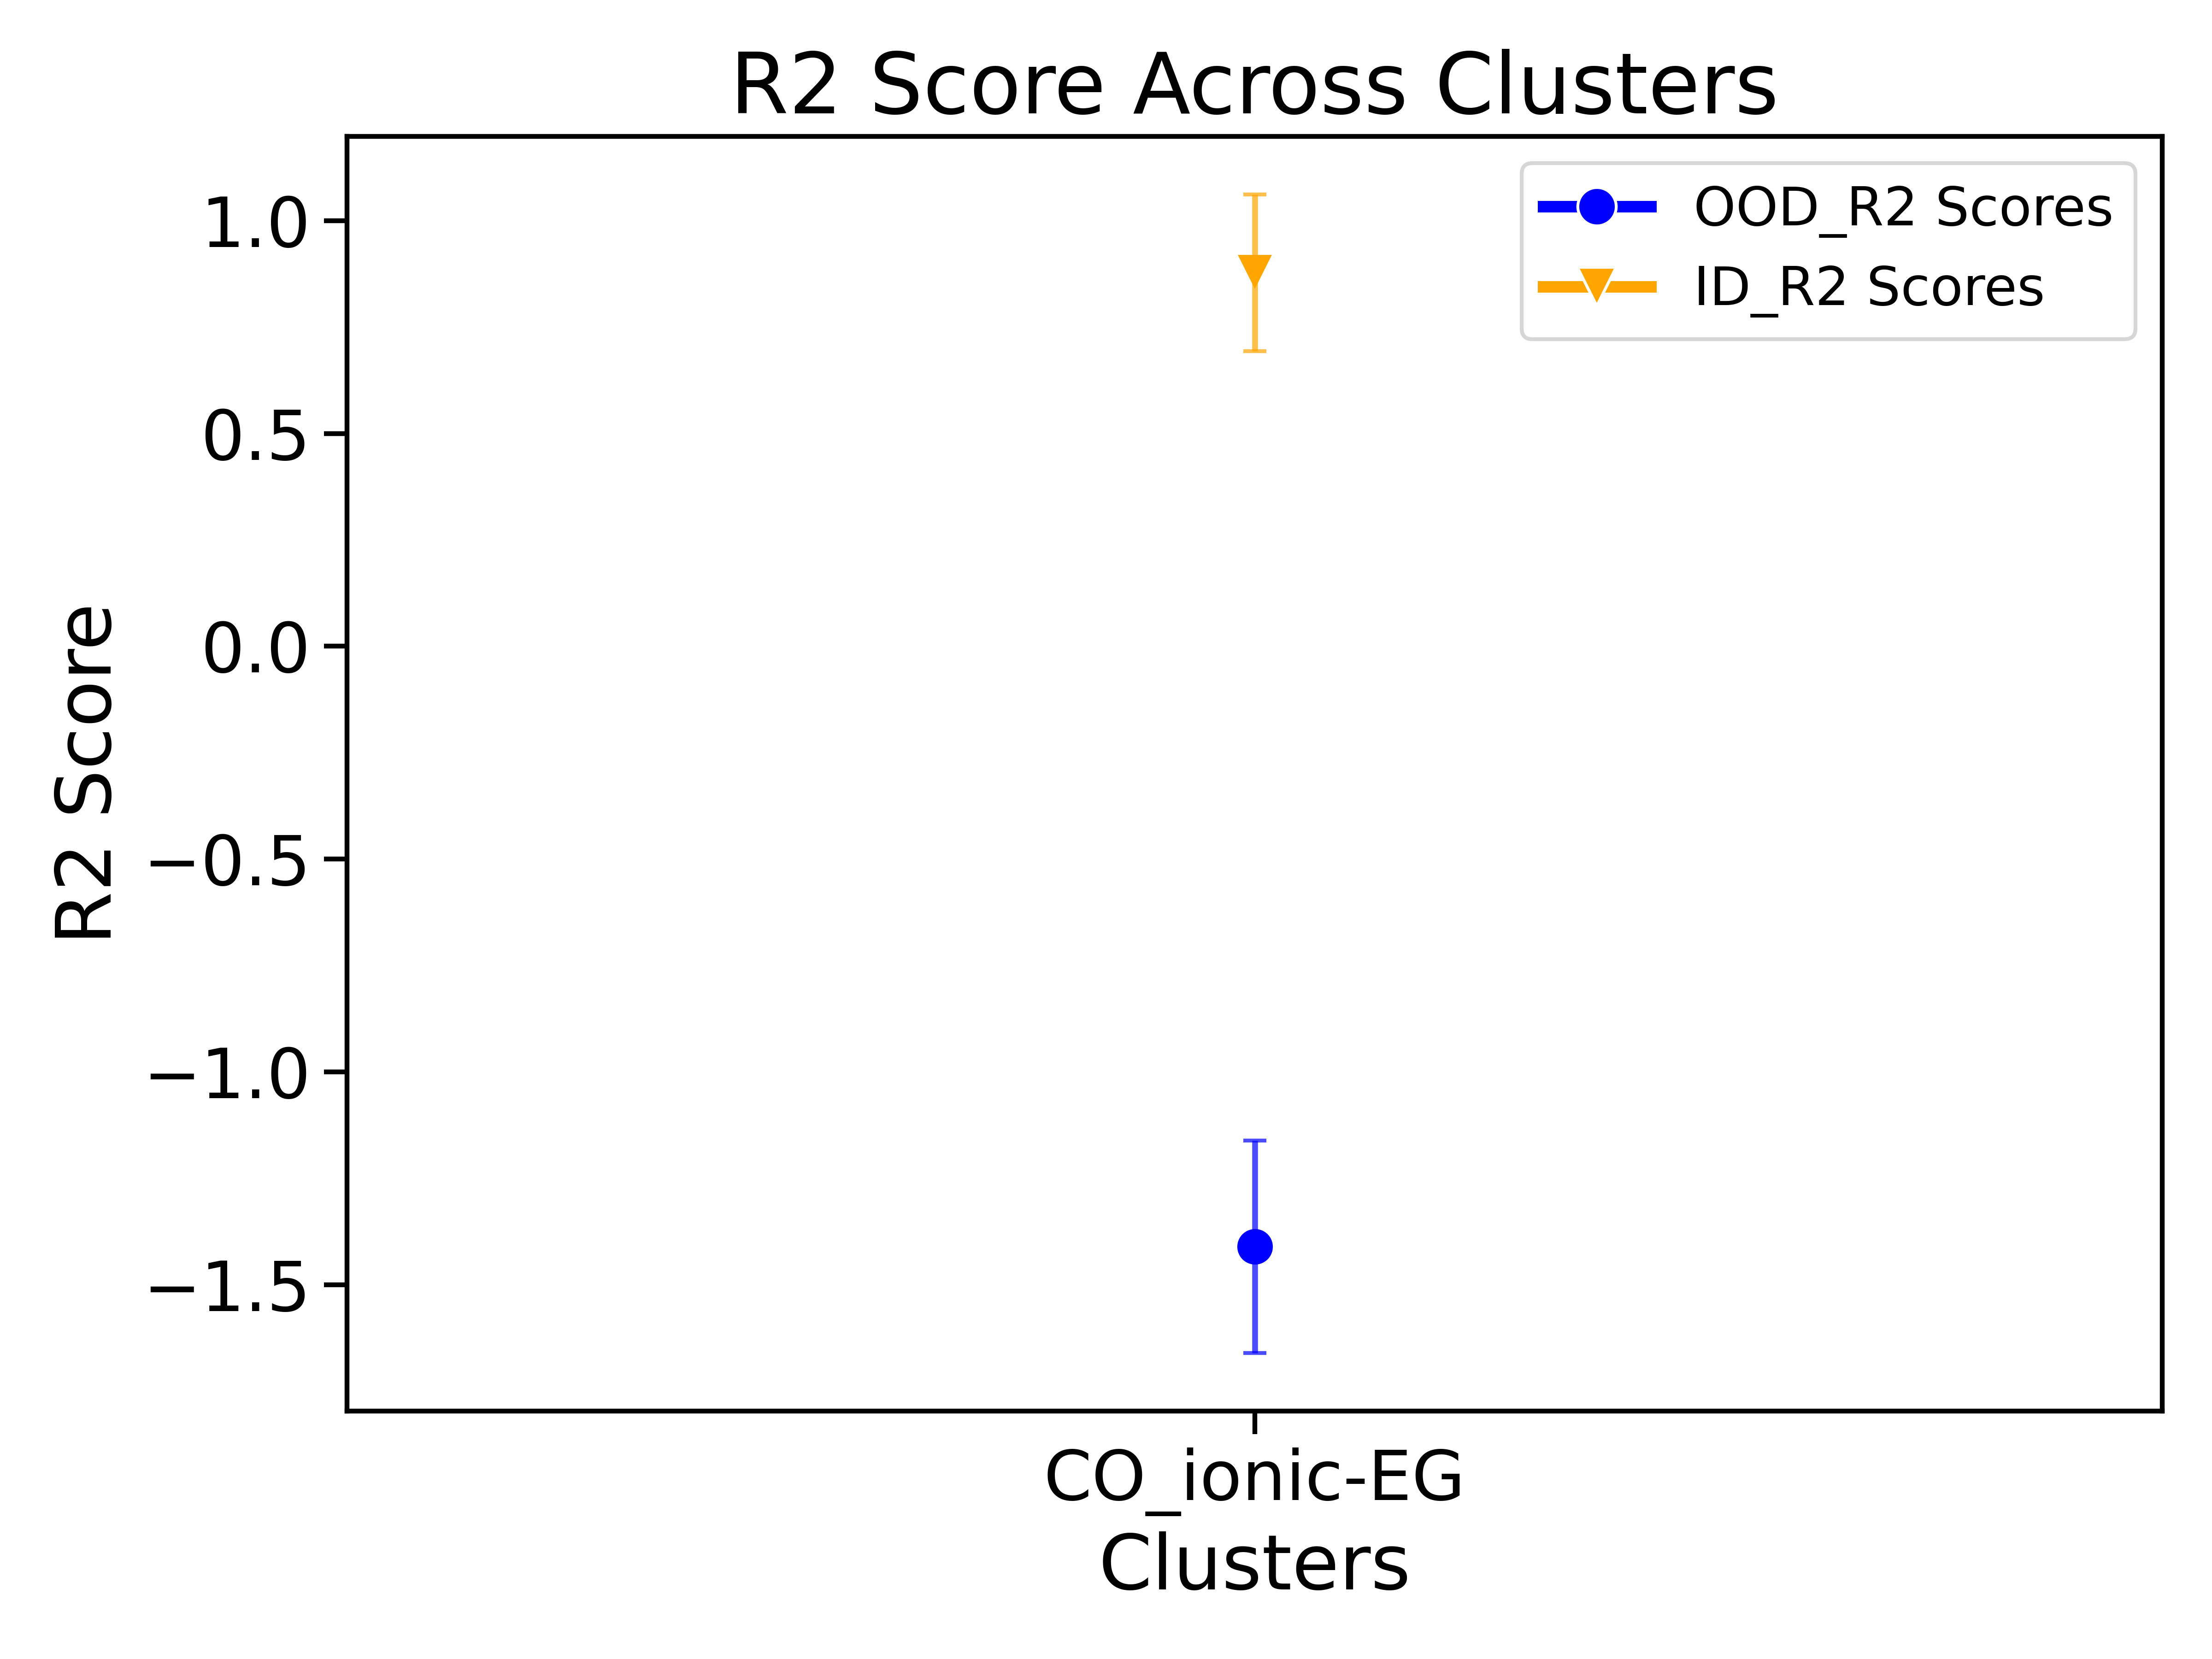 R2 Score Across Clusters
OOD_R2 Scores
ID_R2 Scores
1.0
0.5
0.0
−0.5
−1.0
−1.5
R2 Score
CO_ionic-EG
Clusters